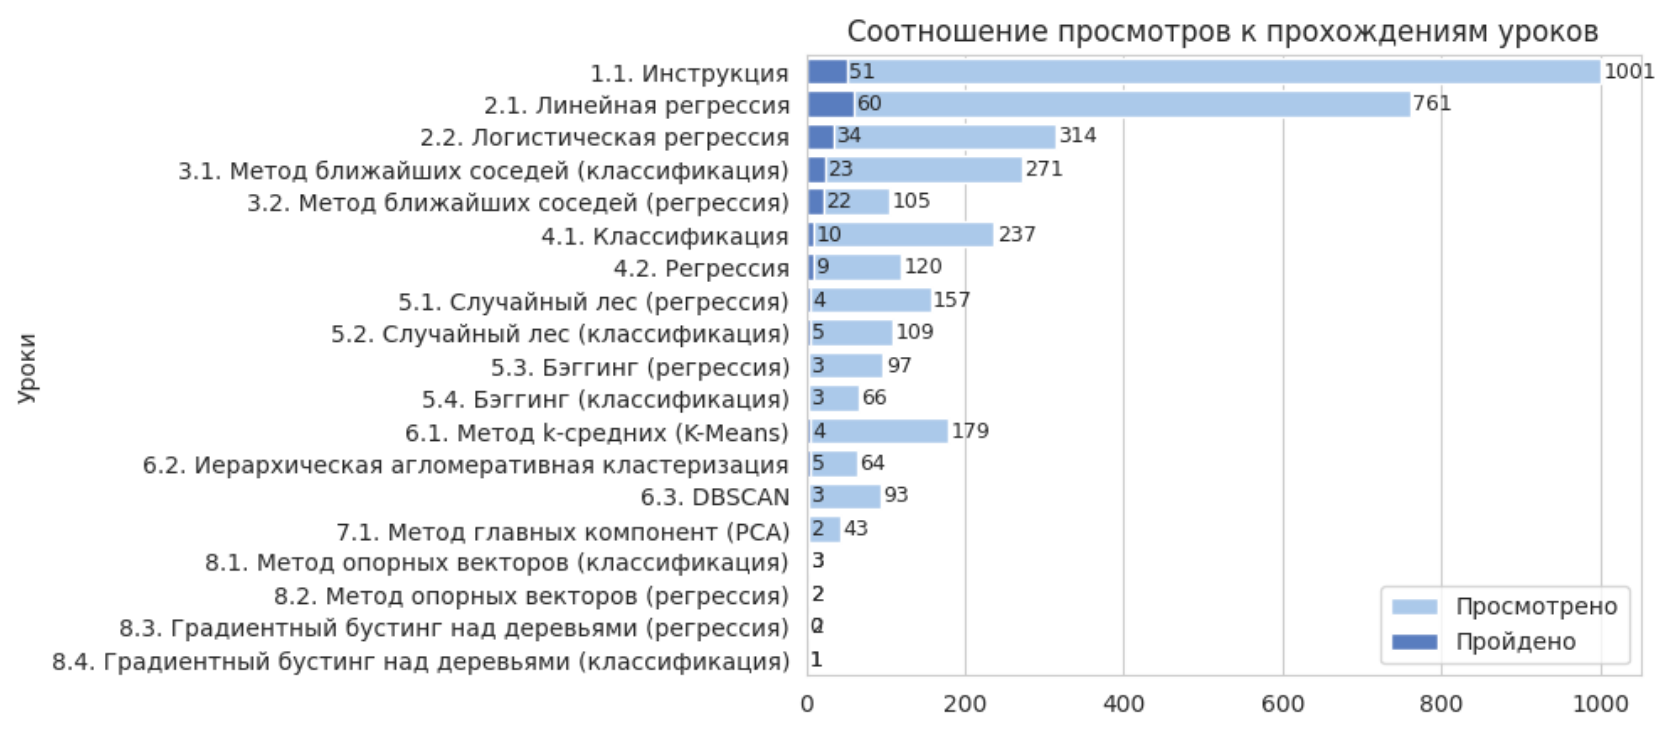 Соотношение просмотров к прохождениям уроков
Уроки
1.1. Инструкция 51 1001
2.1. Линейная регрессия 60 761
2.2. Логистическая регрессия 34 314
3.1. Метод ближайших соседей (классификация) 23 271
3.2. Метод ближайших соседей (регрессия) 22 105
4.1. Классификация 10 237
4.2. Регрессия 9 120
5.1. Случайный лес (регрессия) 4 157
5.2. Случайный лес (классификация) 5 109
5.3. Бэггинг (регрессия) 3 97
5.4. Бэггинг (классификация) 3 66
6.1. Метод k-средних (K-Means) 4 179
6.2. Иерархическая агломеративная кластеризация 5 64
6.3. DBSCAN 3 93
7.1. Метод главных компонент (PCA) 2 43
8.1. Метод опорных векторов (классификация) 3
8.2. Метод опорных векторов (регрессия) 2
8.3. Градиентный бустинг над деревьями (регрессия)
8.4. Градиентный бустинг над деревьями (классификация) 1
Просмотрено
Пройдено
0 200 400 600 800 1000